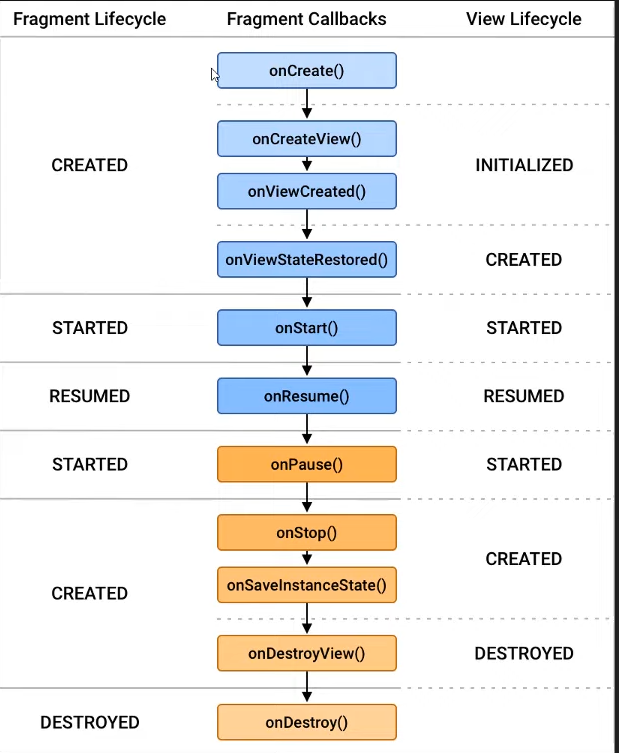 Fragment Lifecycle Fragment Callbacks View Lifecycle
onCreate()
onCreateView()
CREATED INITIALIZED
onViewCreated()
onViewStateRestored() CREATED
STARTED onStart() STARTED
RESUMED onResume() RESUMED
STARTED onPause() STARTED
onStop()
CREATED
onSaveInstanceState()
CREATED
onDestroyView() DESTROYED
DESTROYED onDestroy()